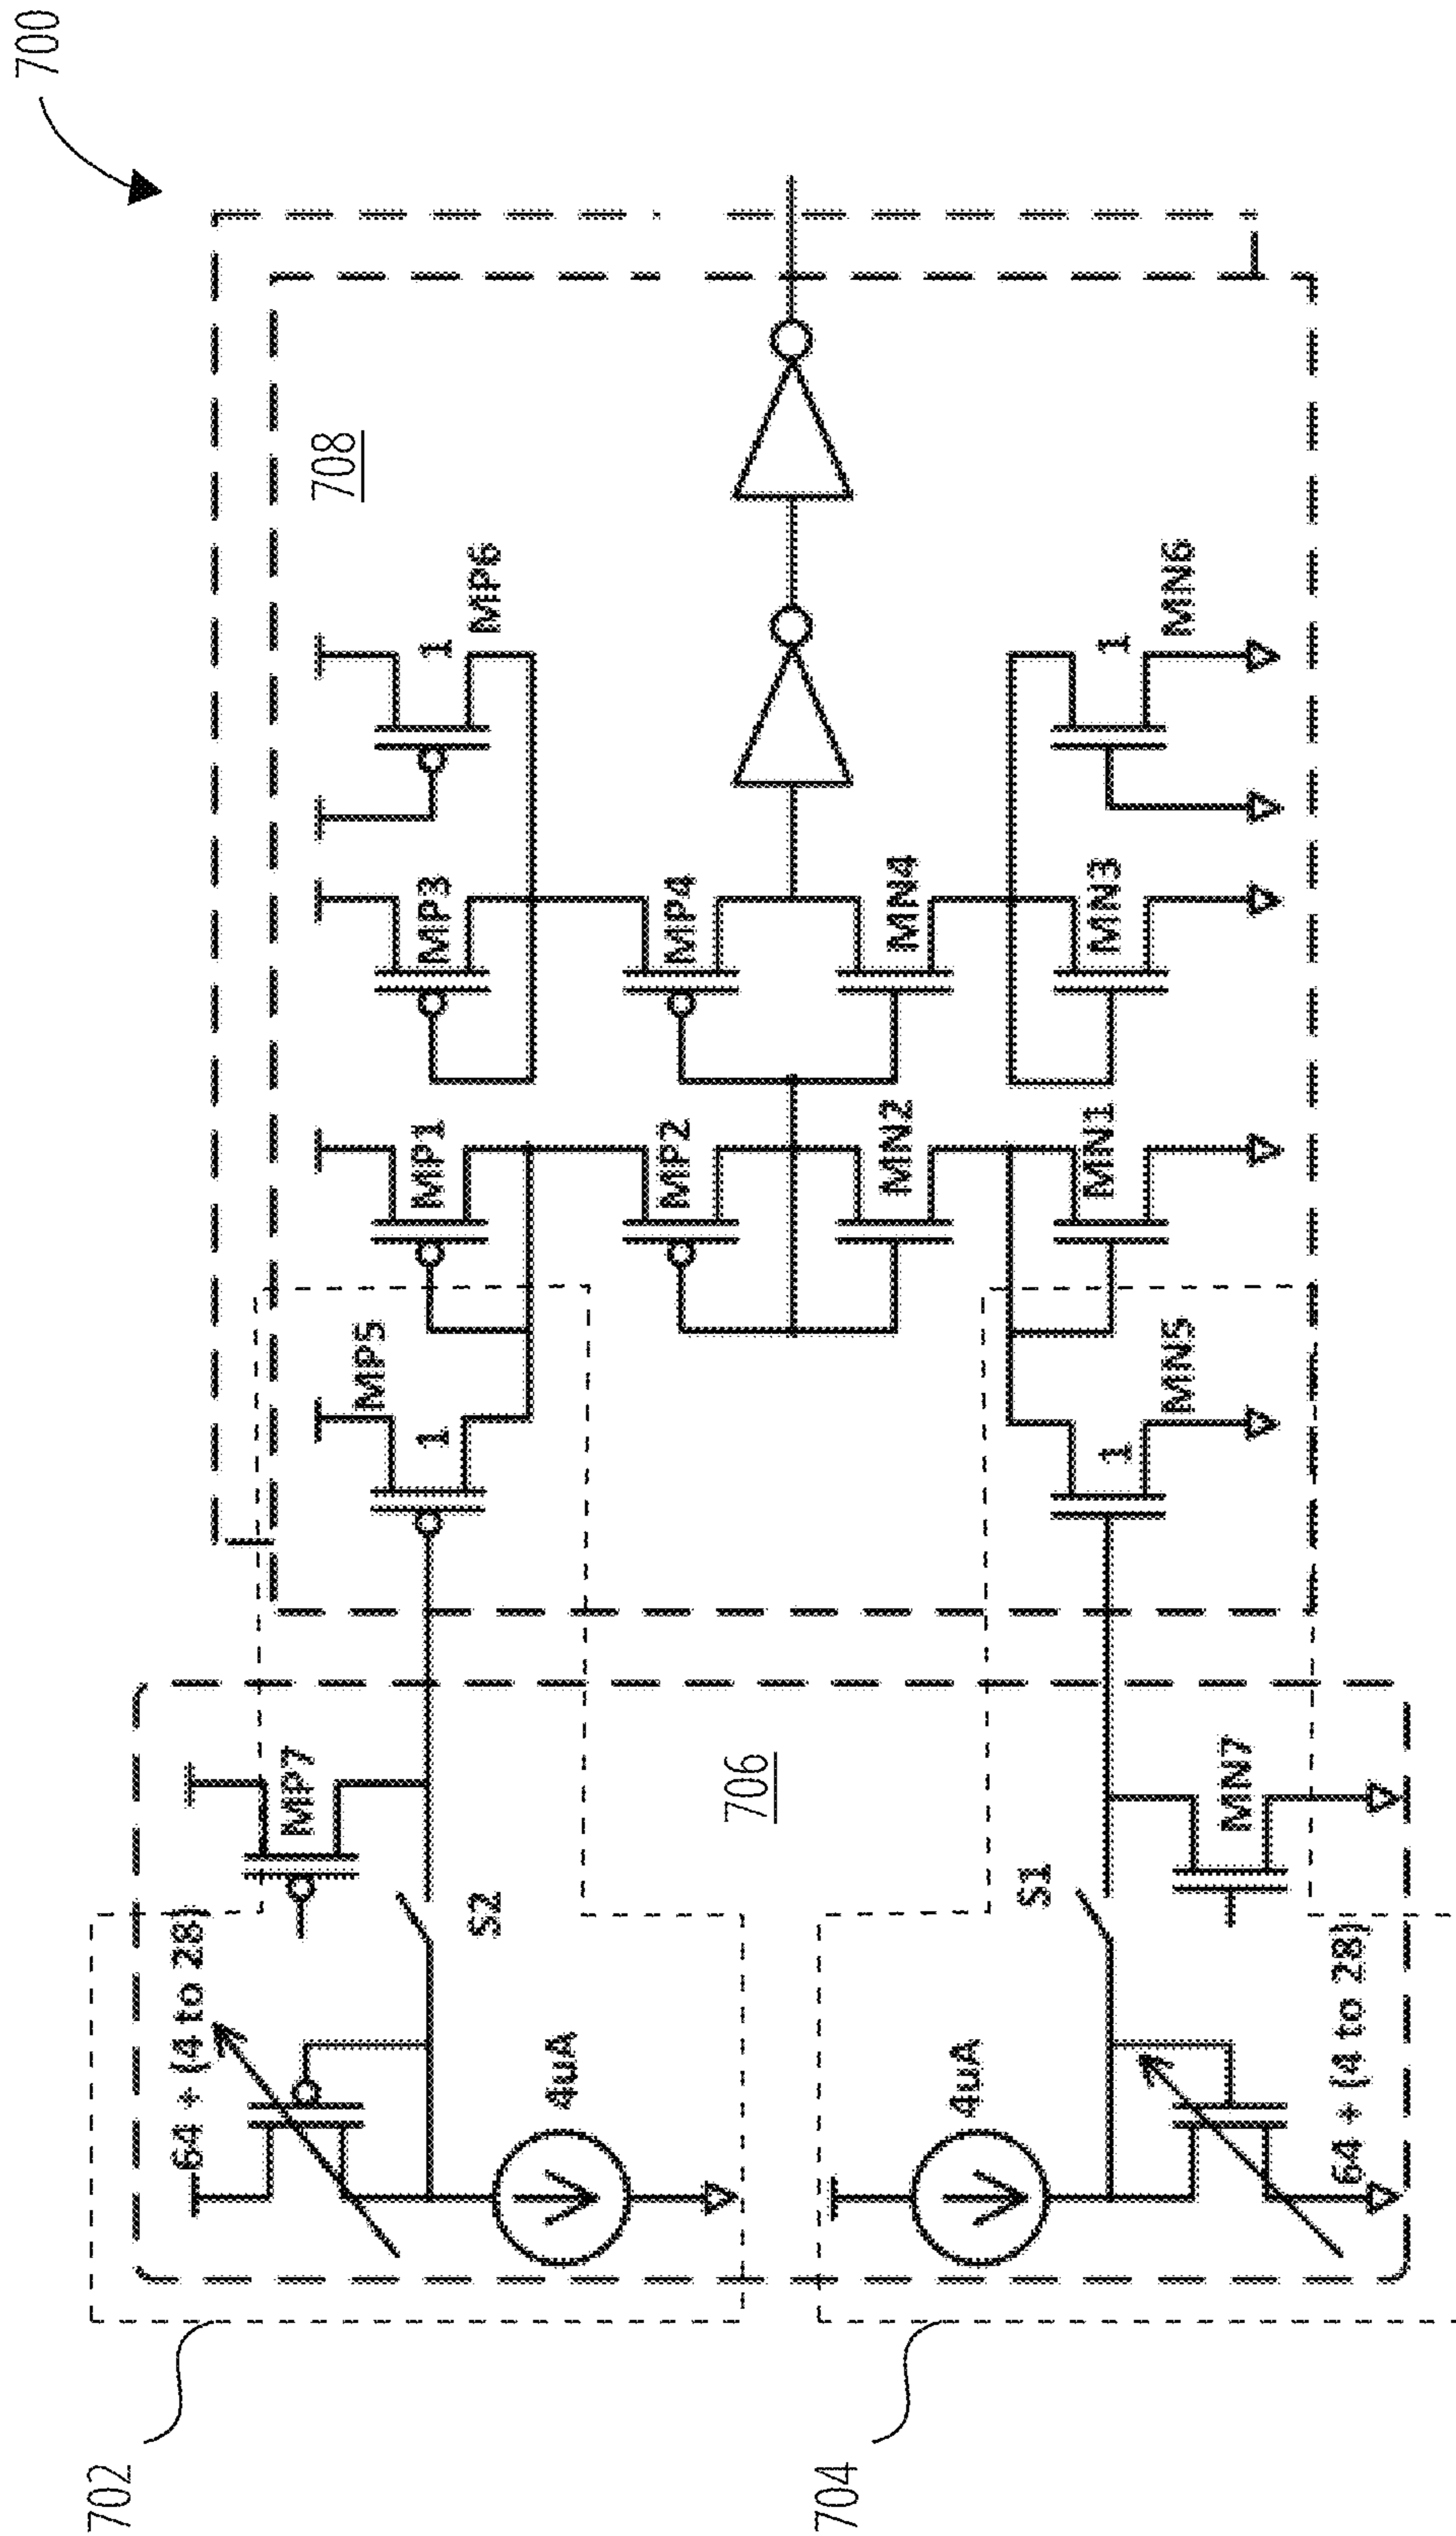 700
702
704
706
708
64 + (4 to 28)
MP7
S2
4uA
4uA
S1
MN7
64 + (4 to 28)
MP5
1
MP1
MP3
1
MP6
MP2
MP4
MN2
MN4
MN5
1
MN1
MN3
1
MN6